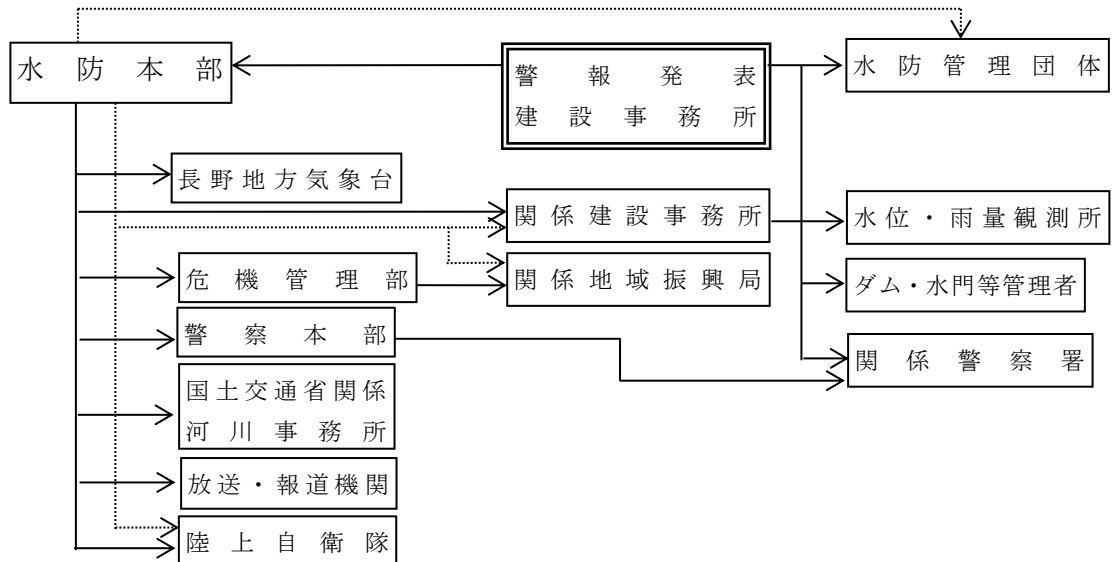 水防本部
警報発表
建設事務所
水防管理団体
長野地方気象台
関係建設事務所
水位・雨量観測所
危機管理部
関係地域振興局
ダム・水門等管理者
警察本部
関係警察署
国土交通省関係
河川事務所
放送・報道機関
陸上自衛隊